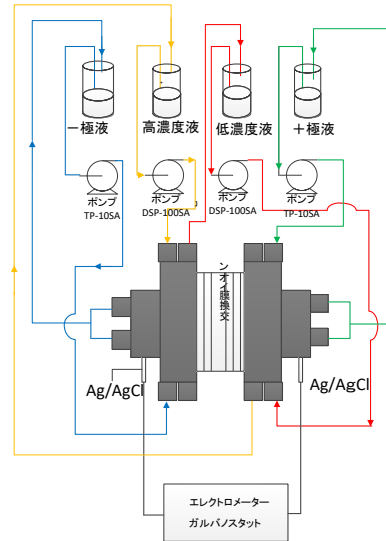 －極液
高濃度液
低濃度液
＋極液
ポンプ
TP-10SA
ポンプ
DSP-100SA
ポンプ
DSP-100SA
ポンプ
TP-10SA
ンオイ膜換交
Ag/AgCl
Ag/AgCl
エレクトロメーター
ガルバノスタット